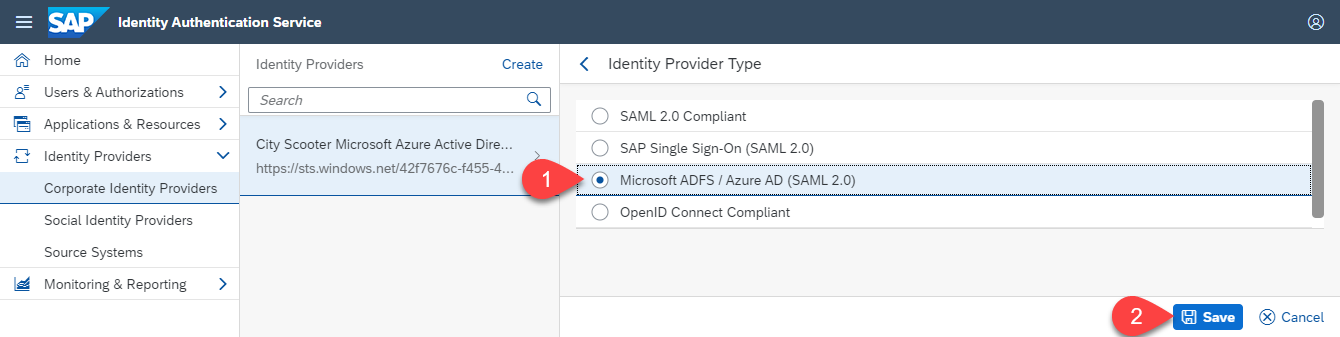 SAP Identity Authentication Service
Home
Users & Authorizations
Applications & Resources
Identity Providers
Corporate Identity Providers
Social Identity Providers
Source Systems
Monitoring & Reporting
Identity Providers Create
Search
City Scooter Microsoft Azure Active Dire...
https://sts.windows.net/42f7676c-f455-4...
Identity Provider Type
SAML 2.0 Compliant
SAP Single Sign-On (SAML 2.0)
1 Microsoft ADFS / Azure AD (SAML 2.0)
OpenID Connect Compliant
2 Save Cancel